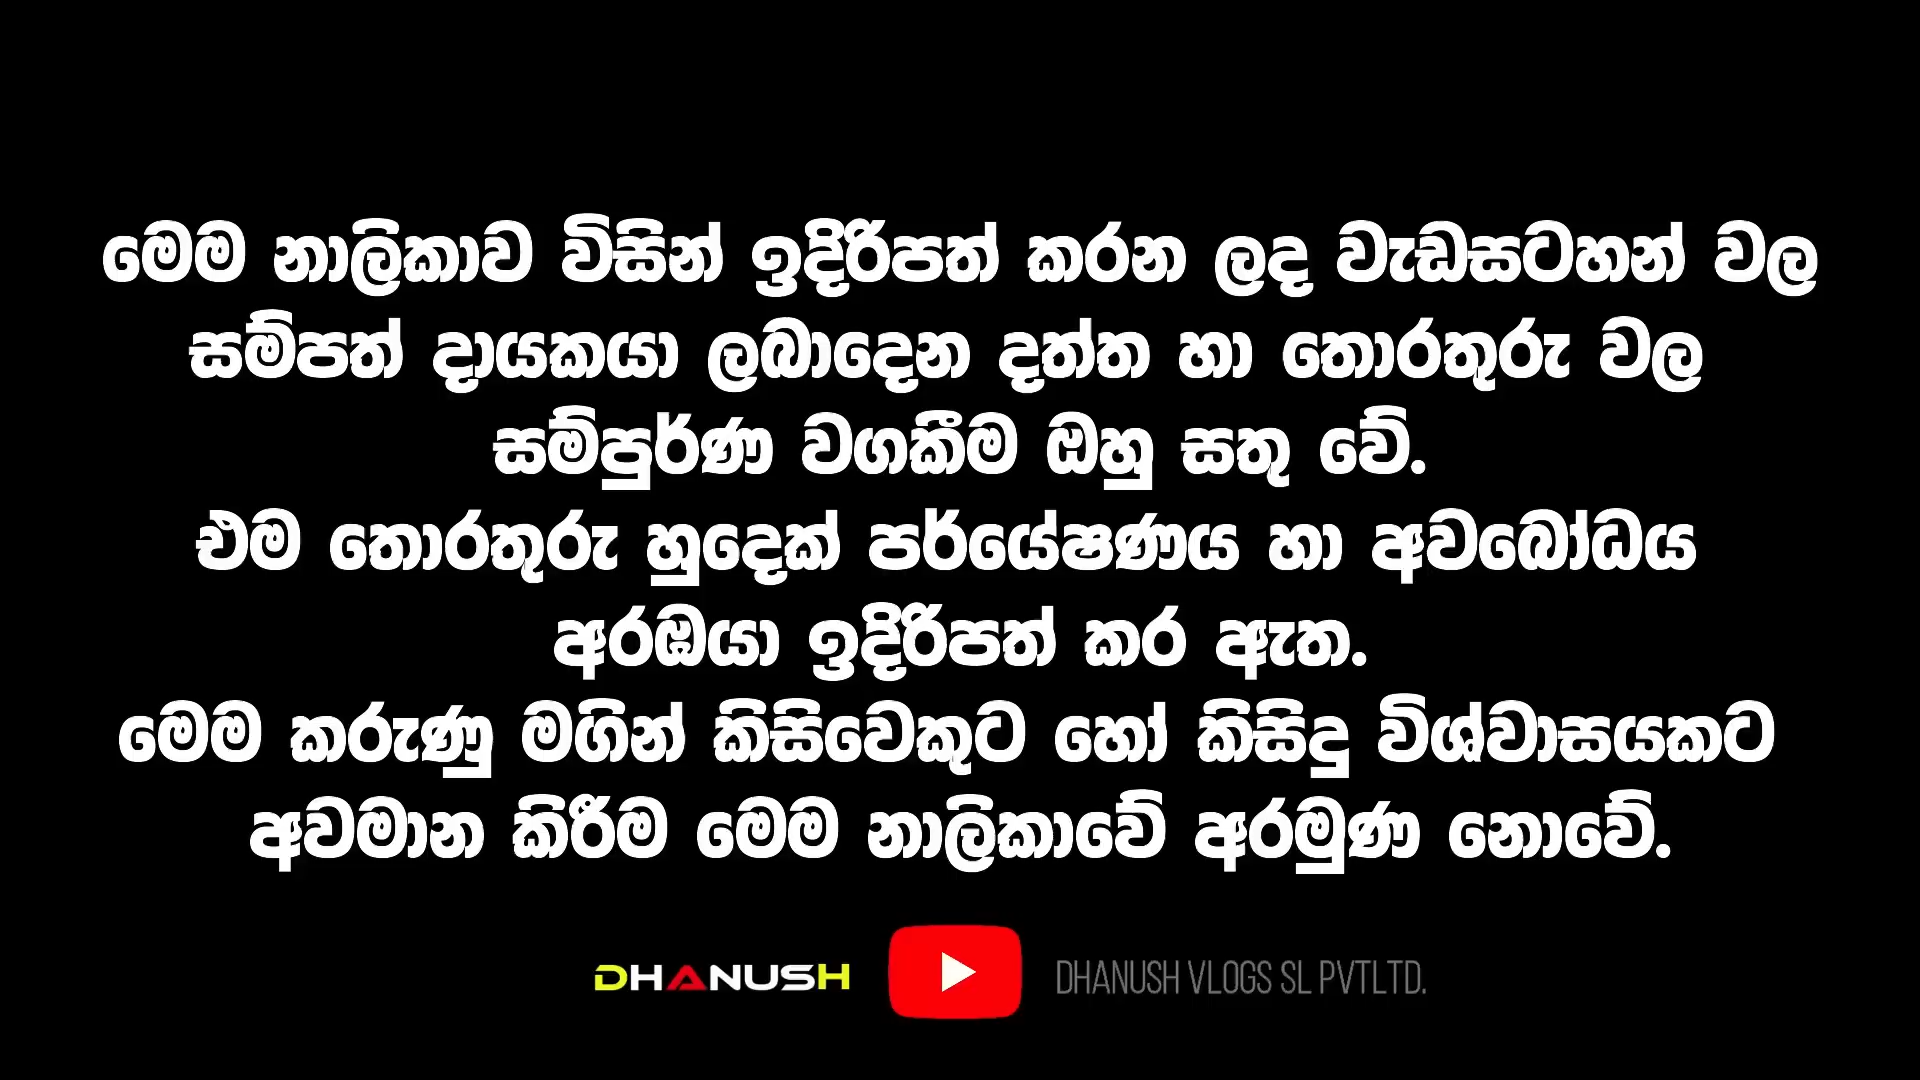 මෙම නාලිකාව විසින් ඉදිරිපත් කරන ලද වැඩසටහන් වල
සම්පත් දායකයා ලබාදෙන දත්ත හා තොරතුරු වල
සම්පුර්ණ වගකීම ඔහු සතු වේ.
එම තොරතුරු හුදෙක් පර්යේෂණය හා අවබෝධය
අරඹයා ඉදිරිපත් කර ඇත.
මෙම කරුණු මගින් කිසිවෙකුට හෝ කිසිදු විශ්වාසයකට
අවමාන කිරීම මෙම නාලිකාවේ අරමුණ නොවේ.
DHANUSH DHANUSH VLOGS SL PVTLTD.